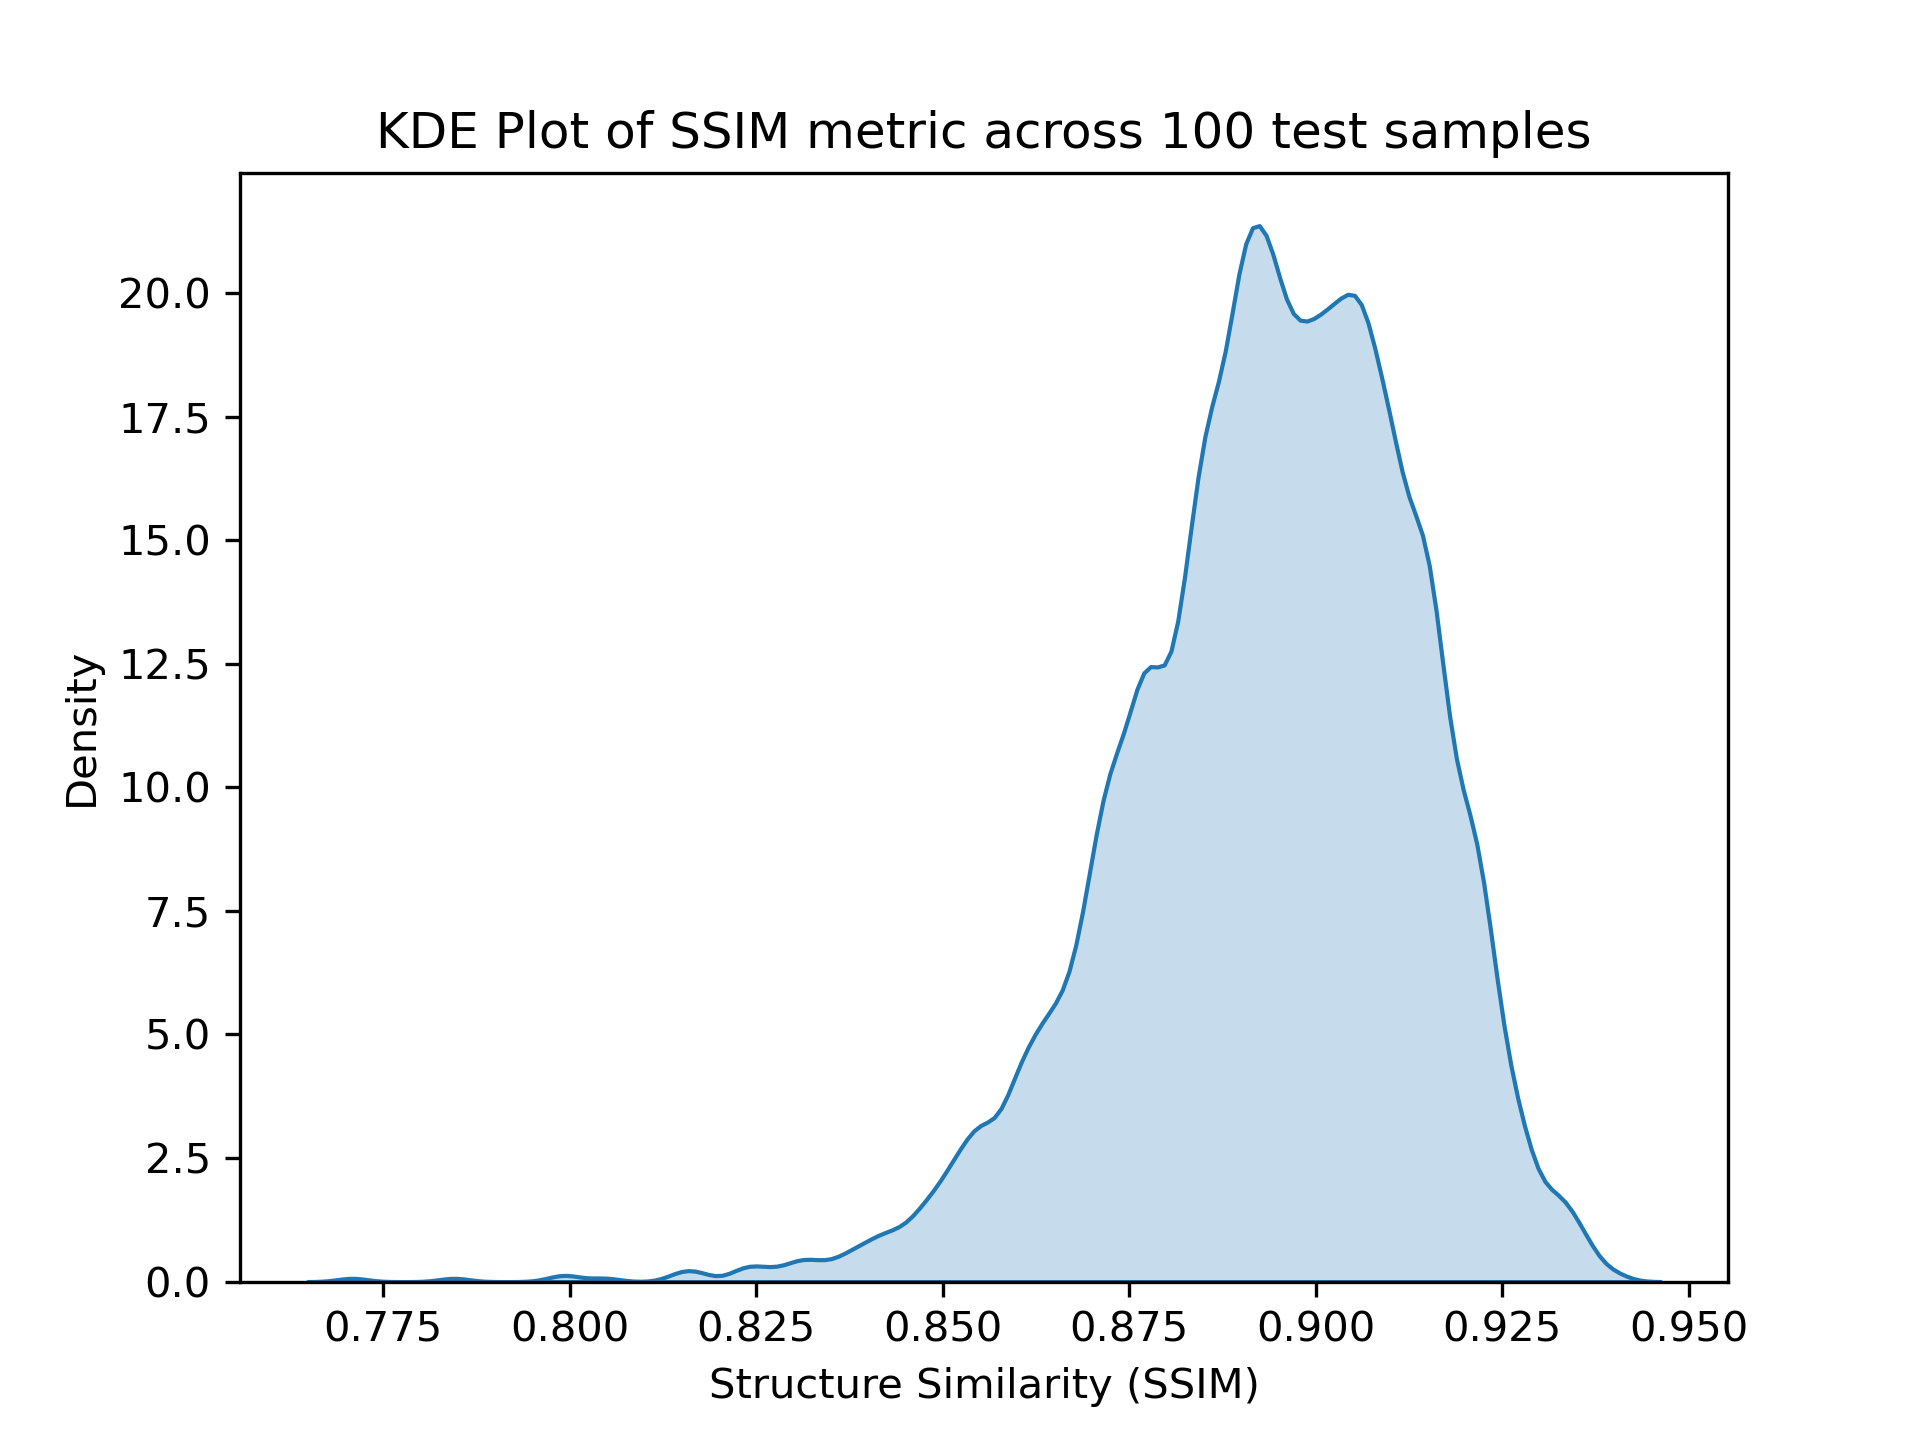 KDE Plot of SSIM metric across 100 test samples
Density
20.0
17.5
15.0
12.5
10.0
7.5
5.0
2.5
0.0
0.775 0.800 0.825 0.850 0.875 0.900 0.925 0.950
Structure Similarity (SSIM)